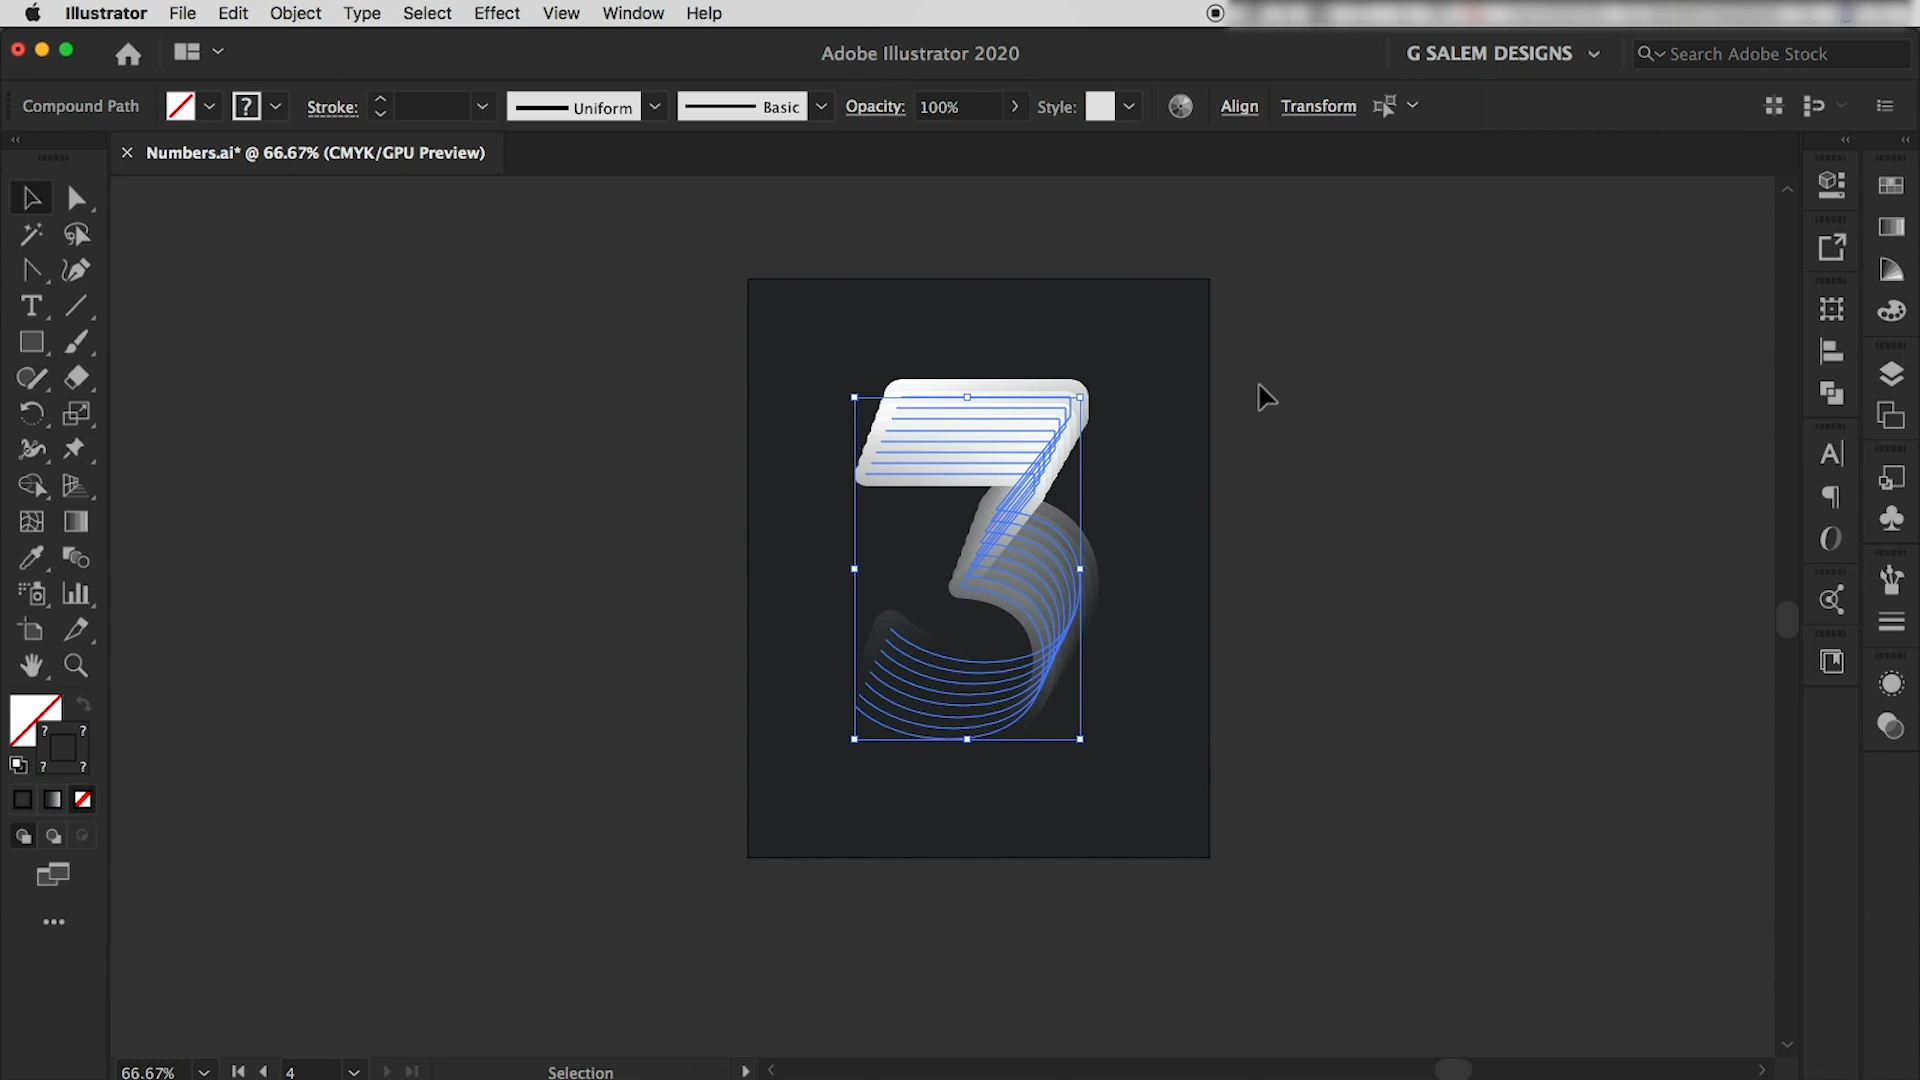 Illustrator File Edit Object Type Select Effect View Window Help
Adobe Illustrator 2020
G SALEM DESIGNS
Search Adobe Stock
Compound Path ? Stroke: Uniform Basic Opacity: 100% Style: Align Transform
Numbers.ai* @ 66.67% (CMYK/GPU Preview)
3
66.67% 4 Selection